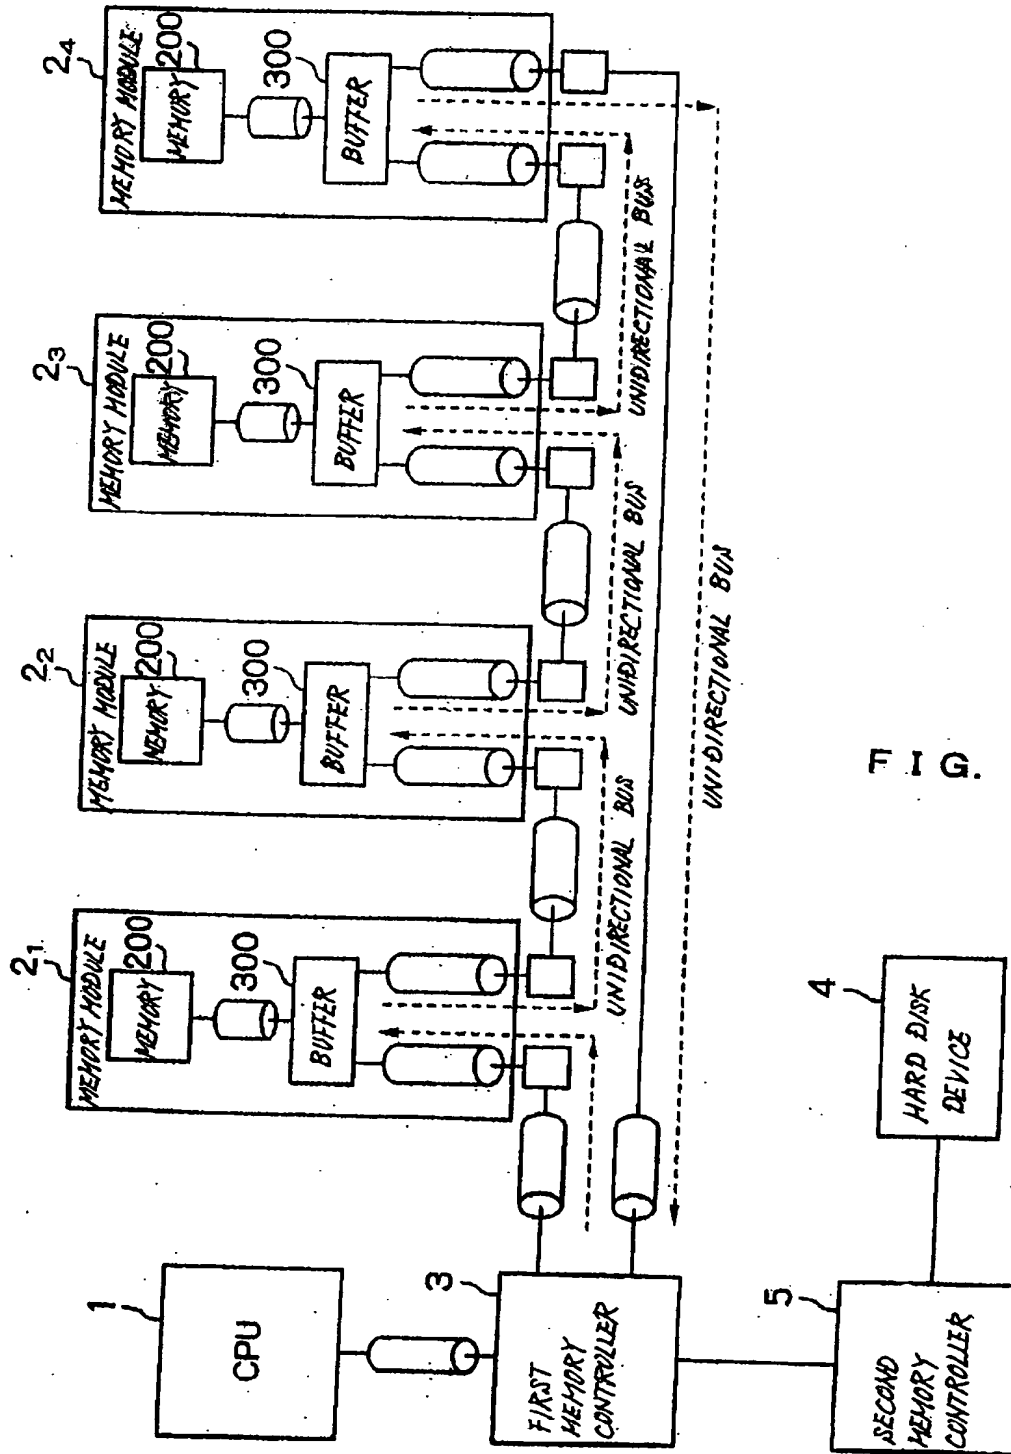 2₁
MEMORY MODULE
MEMORY
200
300
BUFFER
2₂
MEMORY MODULE
MEMORY
200
300
BUFFER
2₃
MEMORY MODULE
MEMORY
200
300
BUFFER
2₄
MEMORY MODULE
MEMORY
200
300
BUFFER
UNIDIRECTIONAL BUS
UNIDIRECTIONAL BUS
UNIDIRECTIONAL BUS
UNIDIRECTIONAL BUS
1
CPU
3
FIRST
MEMORY
CONTROLLER
5
SECOND
MEMORY
CONTROLLER
4
HARD DISK
DEVICE
FIG.